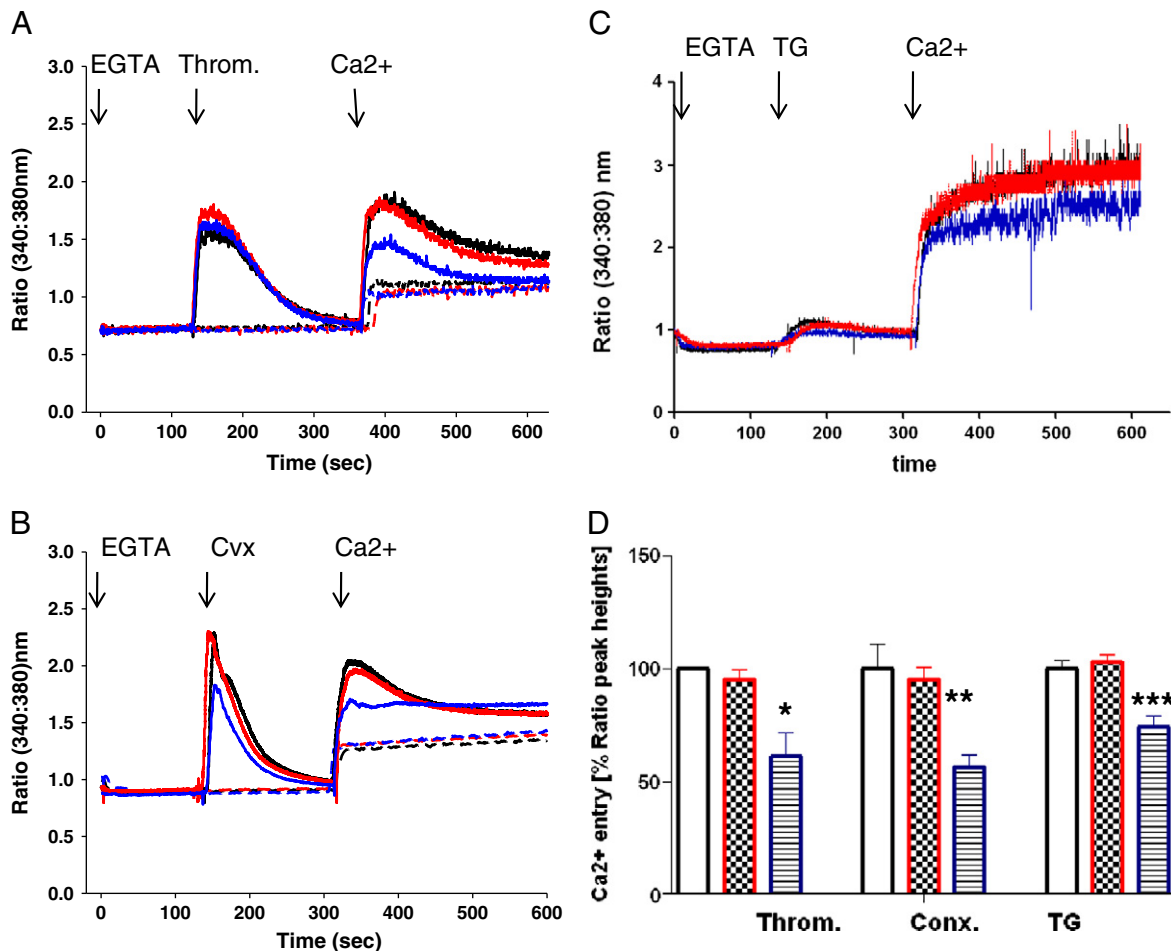 A
EGTA Throm. Ca2+
3.0
2.5
2.0
1.5
1.0
0.5
0.0
Ratio (340:380nm)
0 100 200 300 400 500 600
Time (sec)
B
EGTA Cvx Ca2+
3.0
2.5
2.0
1.5
1.0
0.5
0.0
Ratio (340:380)nm
0 100 200 300 400 500 600
Time (sec)
C
EGTA TG Ca2+
4
3
2
1
0
Ratio (340:380) nm
0 100 200 300 400 500 600
time
D
150
100
50
0
Ca2+ entry [% Ratio peak heights]
* ** ***
Throm. Conx. TG